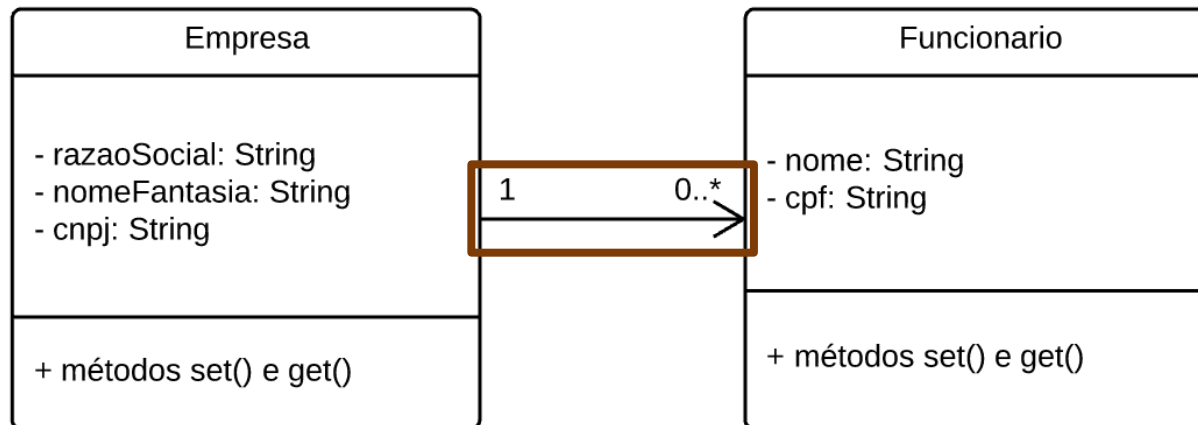 Empresa
- razaoSocial: String
- nomeFantasia: String
- cnpj: String
+ métodos set() e get()
1
0..*
Funcionario
- nome: String
- cpf: String
+ métodos set() e get()